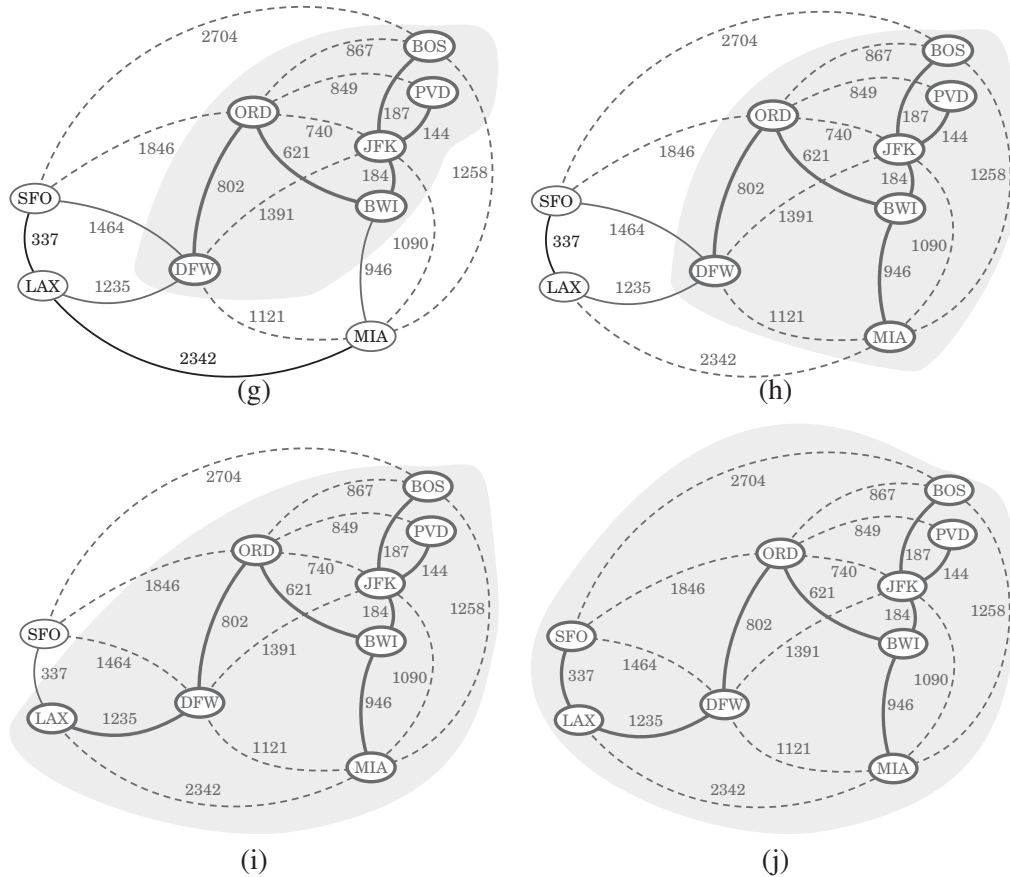 2704
BOS
867
PVD
849
ORD
187
144
740
JFK
1846
621
184
1258
802
SFO
BWI
1391
1464
337
1090
DFW
946
LAX
1235
1121
MIA
2342
(g)
2704
BOS
867
PVD
849
ORD
187
144
740
JFK
1846
621
184
1258
802
SFO
BWI
1391
1464
337
1090
DFW
946
LAX
1235
1121
MIA
2342
(h)
2704
BOS
867
PVD
849
ORD
187
144
740
JFK
1846
621
184
1258
802
SFO
BWI
1391
1464
337
1090
DFW
946
LAX
1235
1121
MIA
2342
(i)
2704
BOS
867
PVD
849
ORD
187
144
740
JFK
1846
621
184
1258
802
SFO
BWI
1391
1464
337
1090
DFW
946
LAX
1235
1121
MIA
2342
(j)